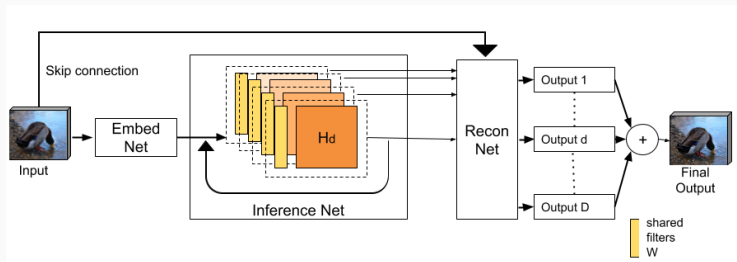 Skip connection
Input
Embed
Net
Hd
Inference Net
Recon
Net
Output 1
Output d
Output D
+
Final
Output
shared
filters
W